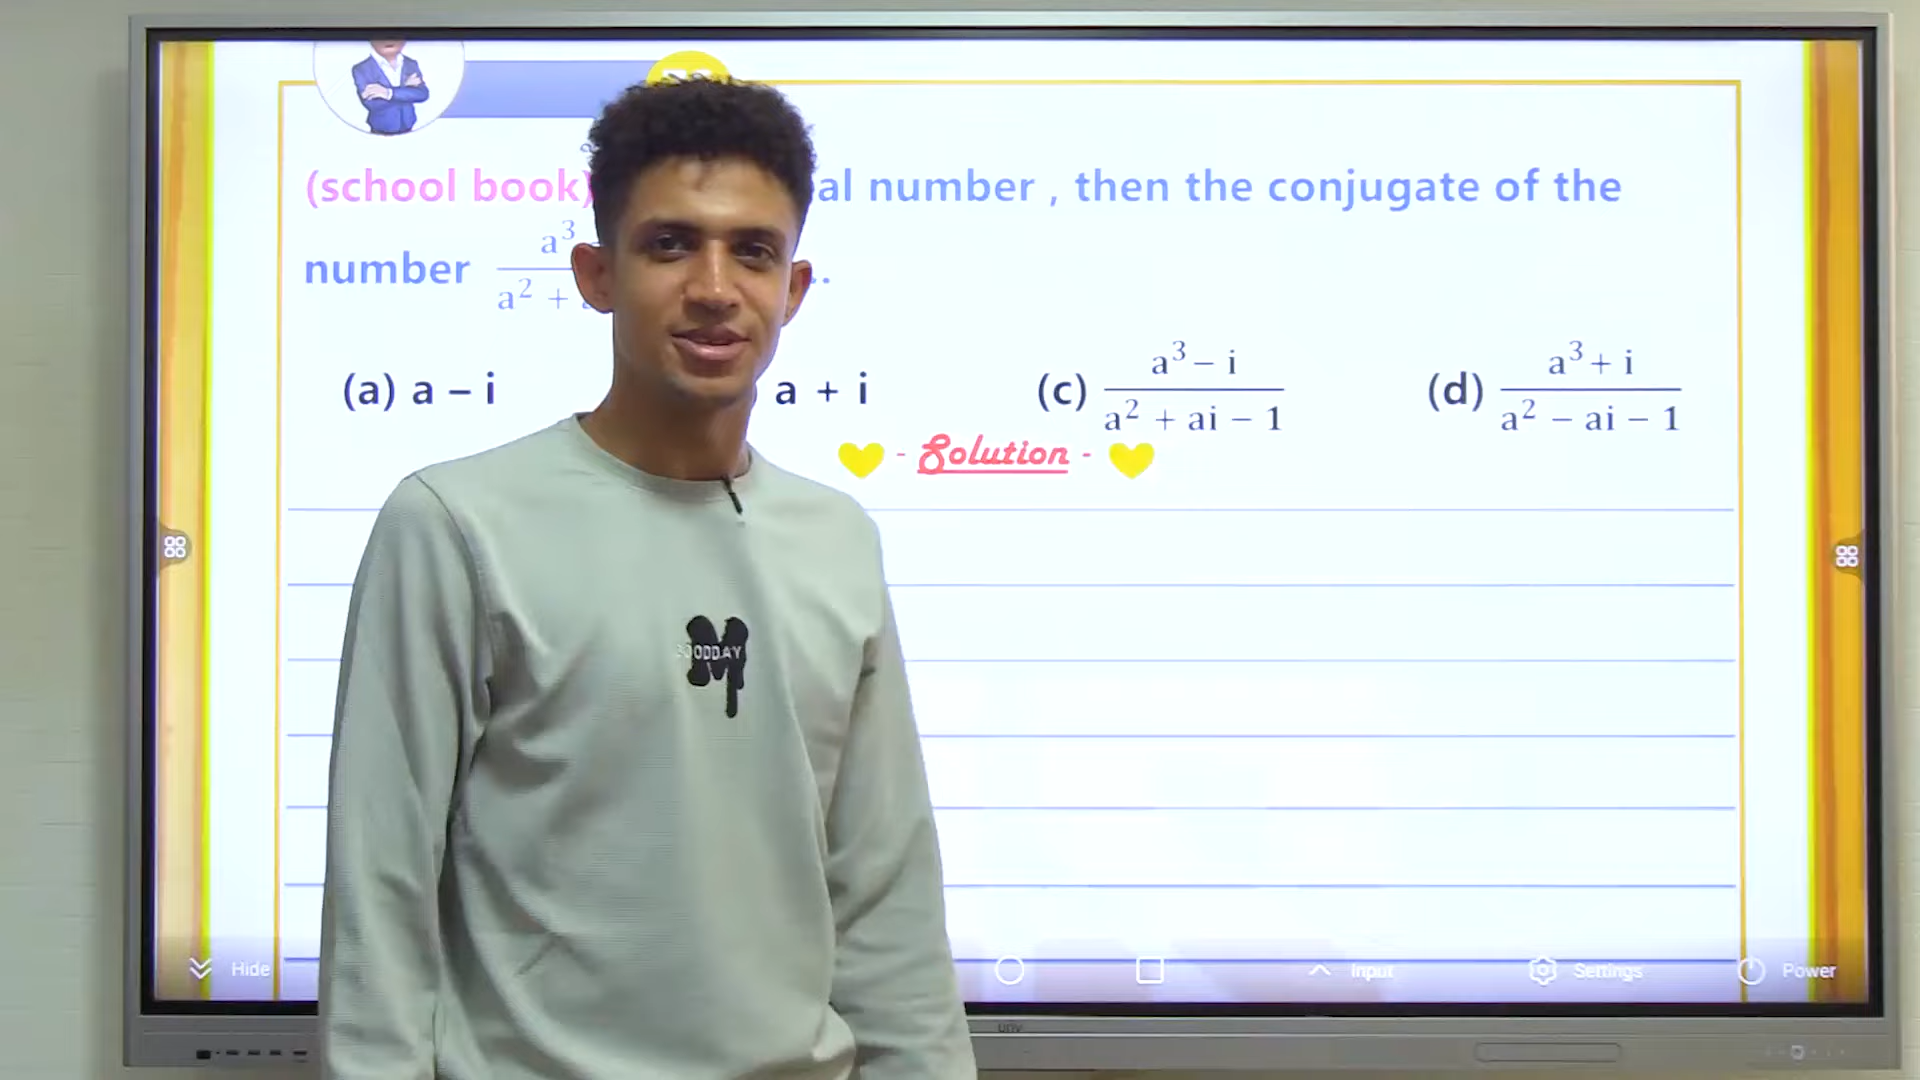 (school book) al number , then the conjugate of the
number a³ / a² + ..
(a) a – i a + i (c) a³ – i / a² + ai – 1 (d) a³ + i / a² – ai – 1
- Solution -
GOODDAY
Hide Input Settings Power